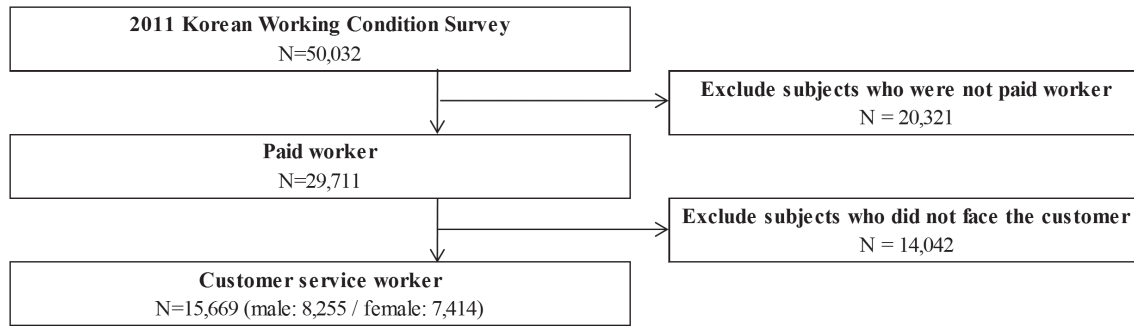 2011 Korean Working Condition Survey
N=50,032
Exclude subjects who were not paid worker
N = 20,321
Paid worker
N=29,711
Exclude subjects who did not face the customer
N = 14,042
Customer service worker
N=15,669 (male: 8,255 / female: 7,414)